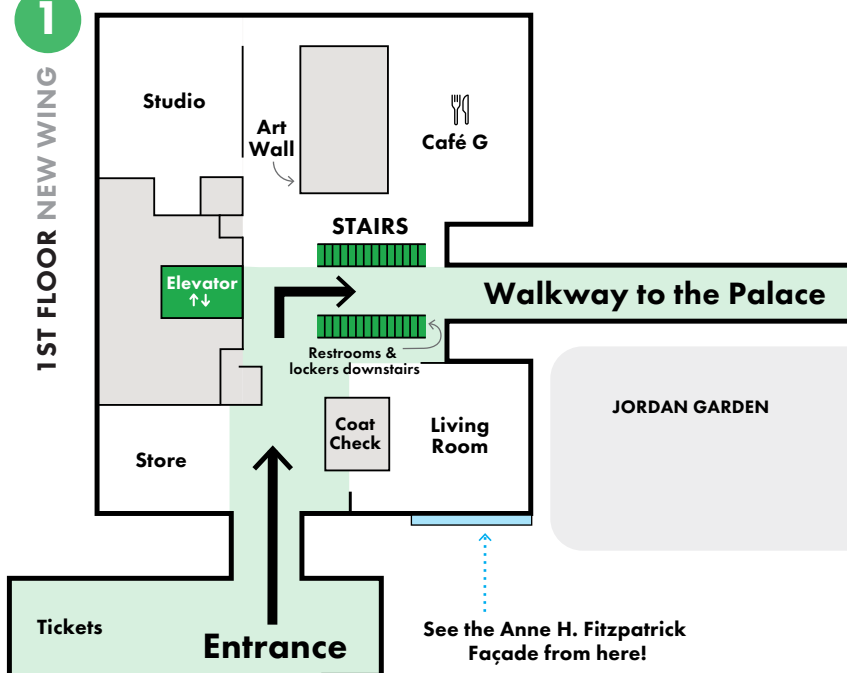 1
1ST FLOOR NEW WING
Studio
Art
Wall
Café G
STAIRS
Elevator
↑↓
Walkway to the Palace
Restrooms &
lockers downstairs
JORDAN GARDEN
Coat
Check
Living
Room
Store
Tickets
Entrance
See the Anne H. Fitzpatrick
Façade from here!